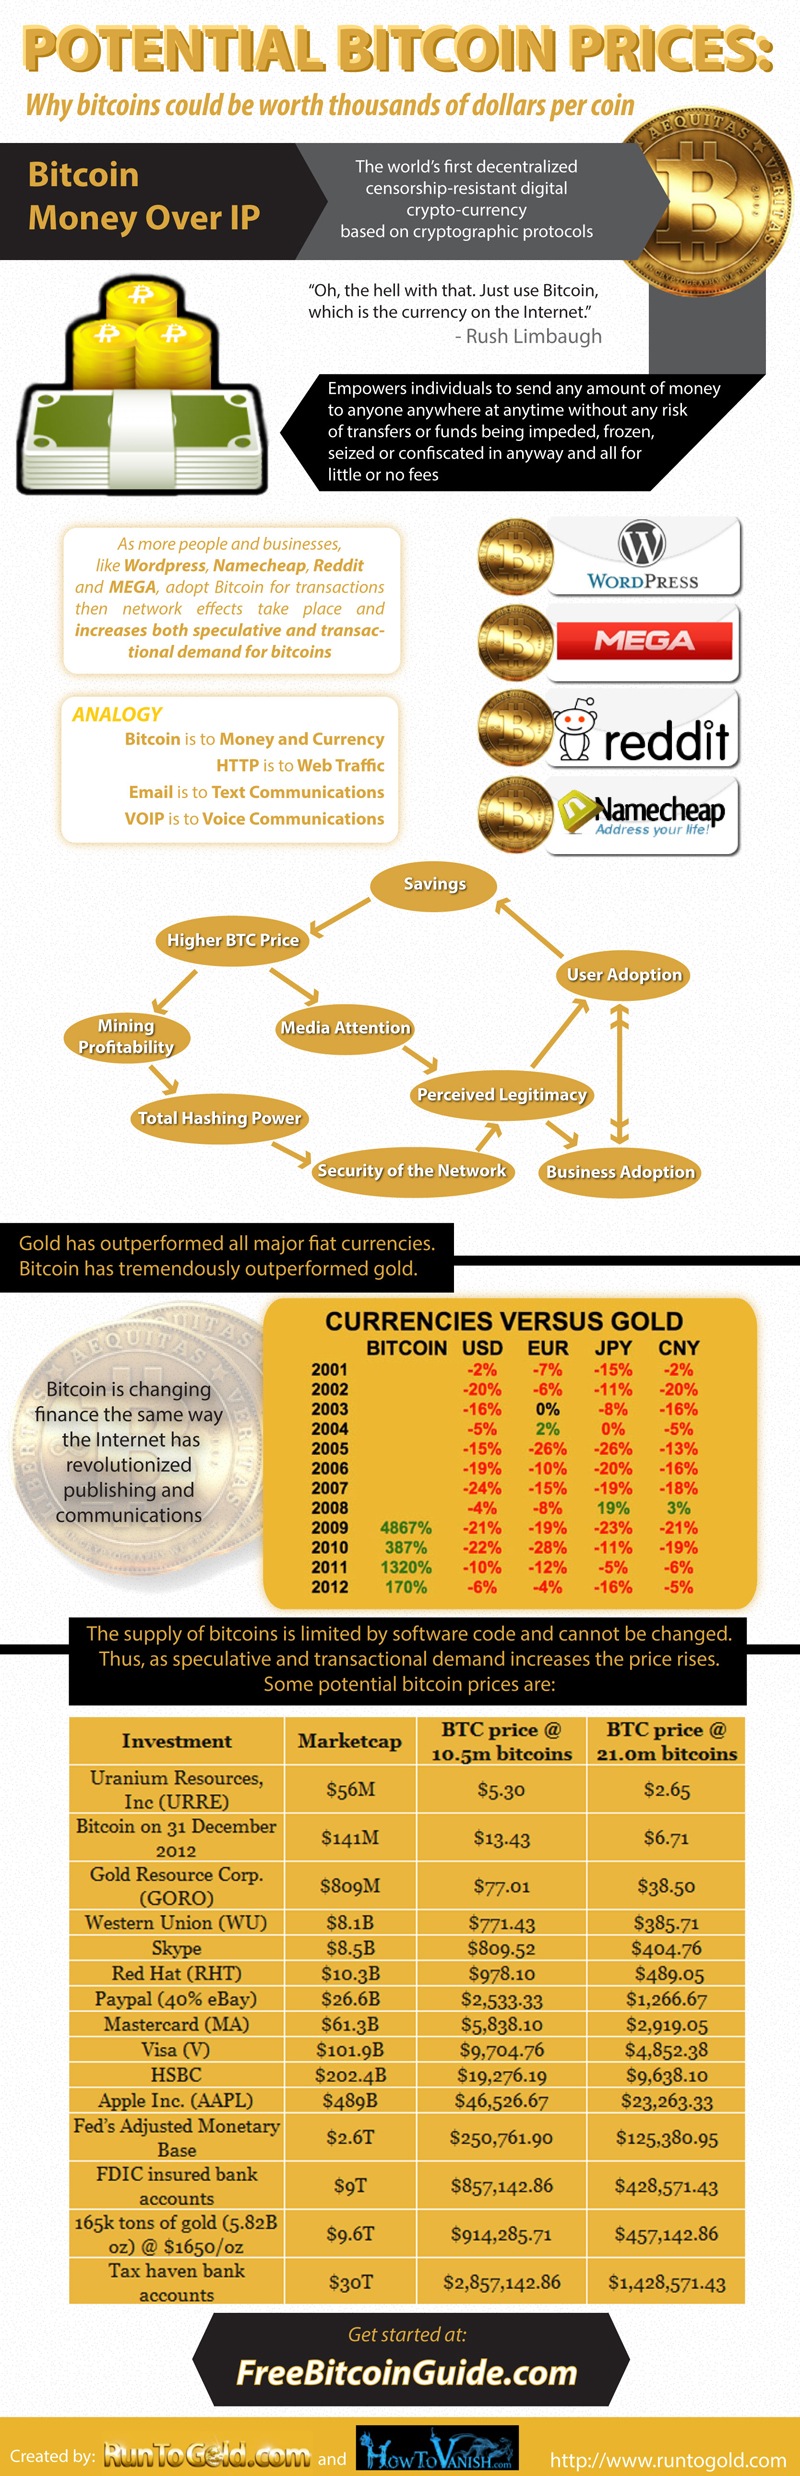 POTENTIAL BITCOIN PRICES:
Why bitcoins could be worth thousands of dollars per coin
Bitcoin
Money Over IP
The world's first decentralized
censorship-resistant digital
crypto-currency
based on cryptographic protocols
AEQUITAS VERITAS
"Oh, the hell with that. Just use Bitcoin,
which is the currency on the Internet."
- Rush Limbaugh
Empowers individuals to send any amount of money
to anyone anywhere at anytime without any risk
of transfers or funds being impeded, frozen,
seized or confiscated in anyway and all for
little or no fees
As more people and businesses,
like Wordpress, Namecheap, Reddit
and MEGA, adopt Bitcoin for transactions
then network effects take place and
increases both speculative and transac-
tional demand for bitcoins
WORDPRESS
MEGA
reddit
Namecheap
Address your life!
ANALOGY
Bitcoin is to Money and Currency
HTTP is to Web Traffic
Email is to Text Communications
VOIP is to Voice Communications
Savings
Higher BTC Price
User Adoption
Mining
Profitability
Media Attention
Perceived Legitimacy
Total Hashing Power
Security of the Network
Business Adoption
Gold has outperformed all major fiat currencies.
Bitcoin has tremendously outperformed gold.
Bitcoin is changing
finance the same way
the Internet has
revolutionized
publishing and
communications
CURRENCIES VERSUS GOLD
BITCOIN USD EUR JPY CNY
2001 -2% -7% -15% -2%
2002 -20% -6% -11% -20%
2003 -16% 0% -8% -16%
2004 -5% 2% 0% -5%
2005 -15% -26% -26% -13%
2006 -19% -10% -20% -16%
2007 -24% -15% -19% -18%
2008 -4% -8% 19% 3%
2009 4867% -21% -19% -23% -21%
2010 387% -22% -28% -11% -19%
2011 1320% -10% -12% -5% -6%
2012 170% -6% -4% -16% -5%
The supply of bitcoins is limited by software code and cannot be changed.
Thus, as speculative and transactional demand increases the price rises.
Some potential bitcoin prices are:
Investment Marketcap BTC price @ 10.5m bitcoins BTC price @ 21.0m bitcoins
Uranium Resources, Inc (URRE) $56M $5.30 $2.65
Bitcoin on 31 December 2012 $141M $13.43 $6.71
Gold Resource Corp. (GORO) $809M $77.01 $38.50
Western Union (WU) $8.1B $771.43 $385.71
Skype $8.5B $809.52 $404.76
Red Hat (RHT) $10.3B $978.10 $489.05
Paypal (40% eBay) $26.6B $2,533.33 $1,266.67
Mastercard (MA) $61.3B $5,838.10 $2,919.05
Visa (V) $101.9B $9,704.76 $4,852.38
HSBC $202.4B $19,276.19 $9,638.10
Apple Inc. (AAPL) $489B $46,526.67 $23,263.33
Fed's Adjusted Monetary Base $2.6T $250,761.90 $125,380.95
FDIC insured bank accounts $9T $857,142.86 $428,571.43
165k tons of gold (5.82B oz) @ $1650/oz $9.6T $914,285.71 $457,142.86
Tax haven bank accounts $30T $2,857,142.86 $1,428,571.43
Get started at:
FreeBitcoinGuide.com
Created by: RunToGold.com and HowToVanish.com http://www.runtogold.com